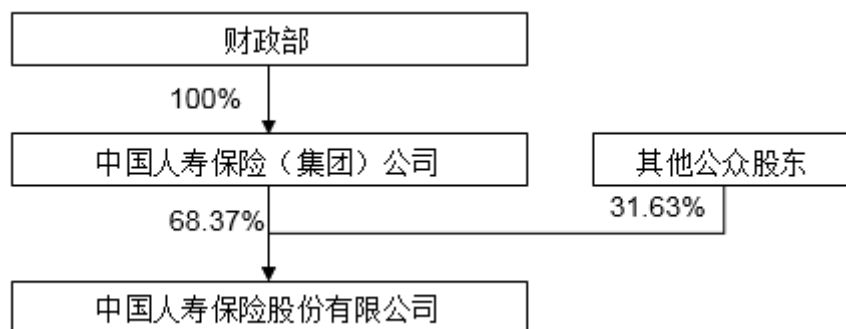 财政部
100%
中国人寿保险（集团）公司
其他公众股东
68.37%
31.63%
中国人寿保险股份有限公司